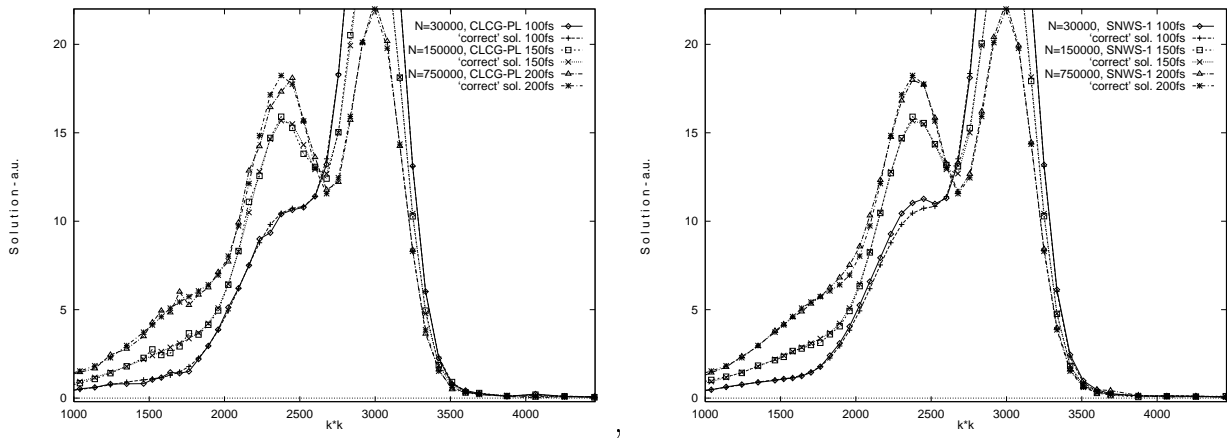 N=30000, CLCG-PL 100fs
‘correct’ sol. 100fs
N=150000, CLCG-PL 150fs
‘correct’ sol. 150fs
N=750000, CLCG-PL 200fs
‘correct’ sol. 200fs
20
15
10
5
0
Solution - a.u.
1000 1500 2000 2500 3000 3500 4000
k*k
,
N=30000, SNWS-1 100fs
‘correct’ sol. 100fs
N=150000, SNWS-1 150fs
‘correct’ sol. 150fs
N=750000, SNWS-1 200fs
‘correct’ sol. 200fs
20
15
10
5
0
Solution - a.u.
1000 1500 2000 2500 3000 3500 4000
k*k